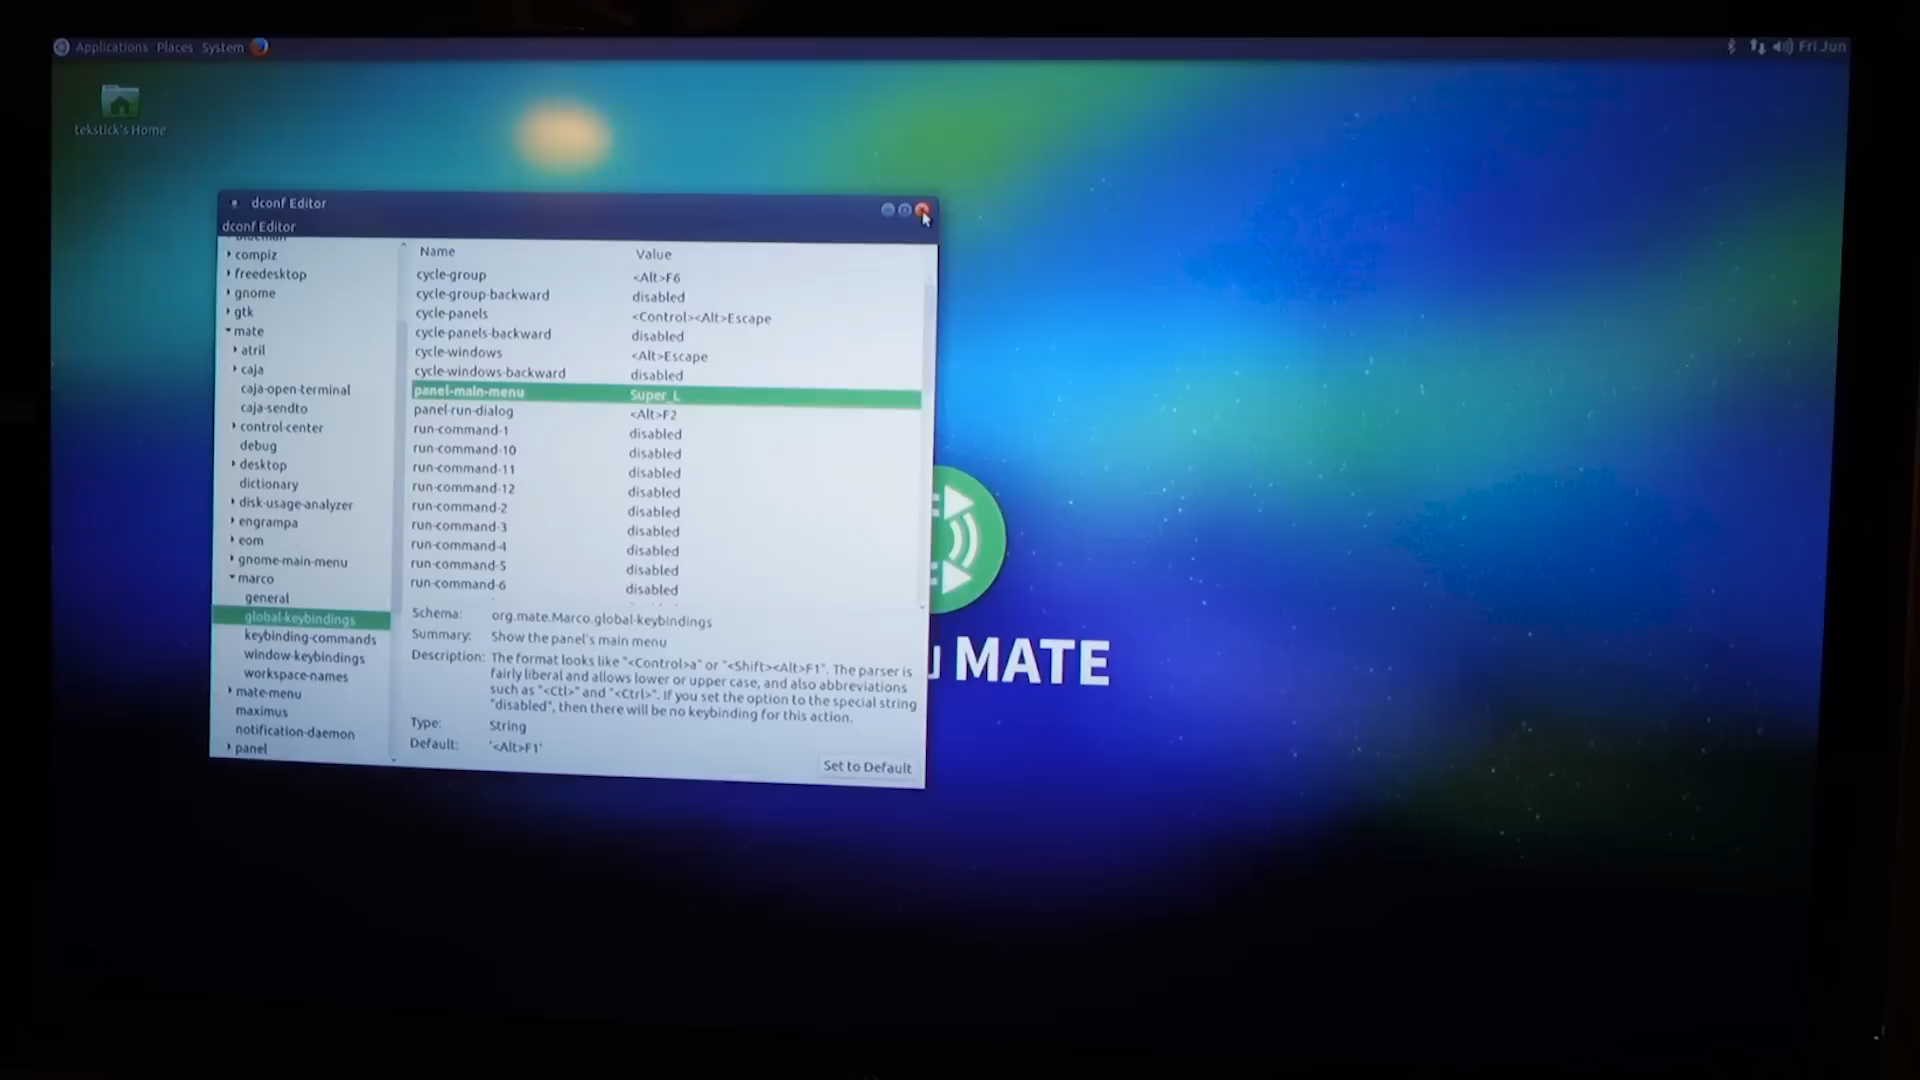 Applications Places System
Fri Jun
tekstick's Home
dconf Editor
dconf Editor
compiz
freedesktop
gnome
gtk
mate
atril
caja
caja-open-terminal
caja-sendto
control-center
debug
desktop
dictionary
disk-usage-analyzer
engrampa
eom
gnome-main-menu
marco
general
global-keybindings
keybinding-commands
window-keybindings
workspace-names
mate-menu
maximus
notification-daemon
panel
Name Value
cycle-group <Alt>F6
cycle-group-backward disabled
cycle-panels <Control><Alt>Escape
cycle-panels-backward disabled
cycle-windows <Alt>Escape
cycle-windows-backward disabled
panel-main-menu Super_L
panel-run-dialog <Alt>F2
run-command-1 disabled
run-command-10 disabled
run-command-11 disabled
run-command-12 disabled
run-command-2 disabled
run-command-3 disabled
run-command-4 disabled
run-command-5 disabled
run-command-6 disabled
Schema: org.mate.Marco.global-keybindings
Summary: Show the panel's main menu
Description: The format looks like "<Control>a" or "<Shift><Alt>F1". The parser is
fairly liberal and allows lower or upper case, and also abbreviations
such as "<Ctl>" and "<Ctrl>". If you set the option to the special string
"disabled", then there will be no keybinding for this action.
Type: String
Default: '<Alt>F1'
Set to Default
MATE